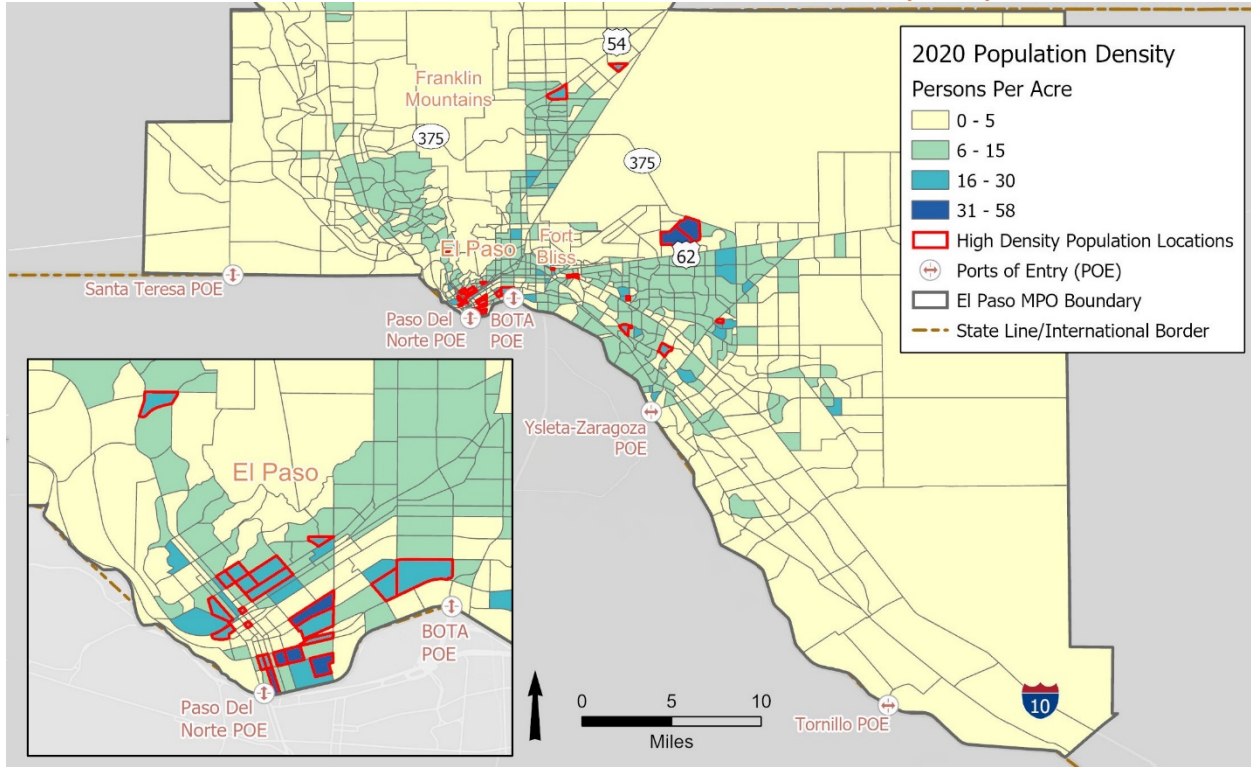 54
Franklin
Mountains
375
375
El Paso
Fort
Bliss
62
Santa Teresa POE
Paso Del
Norte POE
BOTA
POE
Ysleta-Zaragoza
POE
Tornillo POE
10
2020 Population Density
Persons Per Acre
0 - 5
6 - 15
16 - 30
31 - 58
High Density Population Locations
Ports of Entry (POE)
El Paso MPO Boundary
State Line/International Border
El Paso
BOTA
POE
Paso Del
Norte POE
0 5 10
Miles